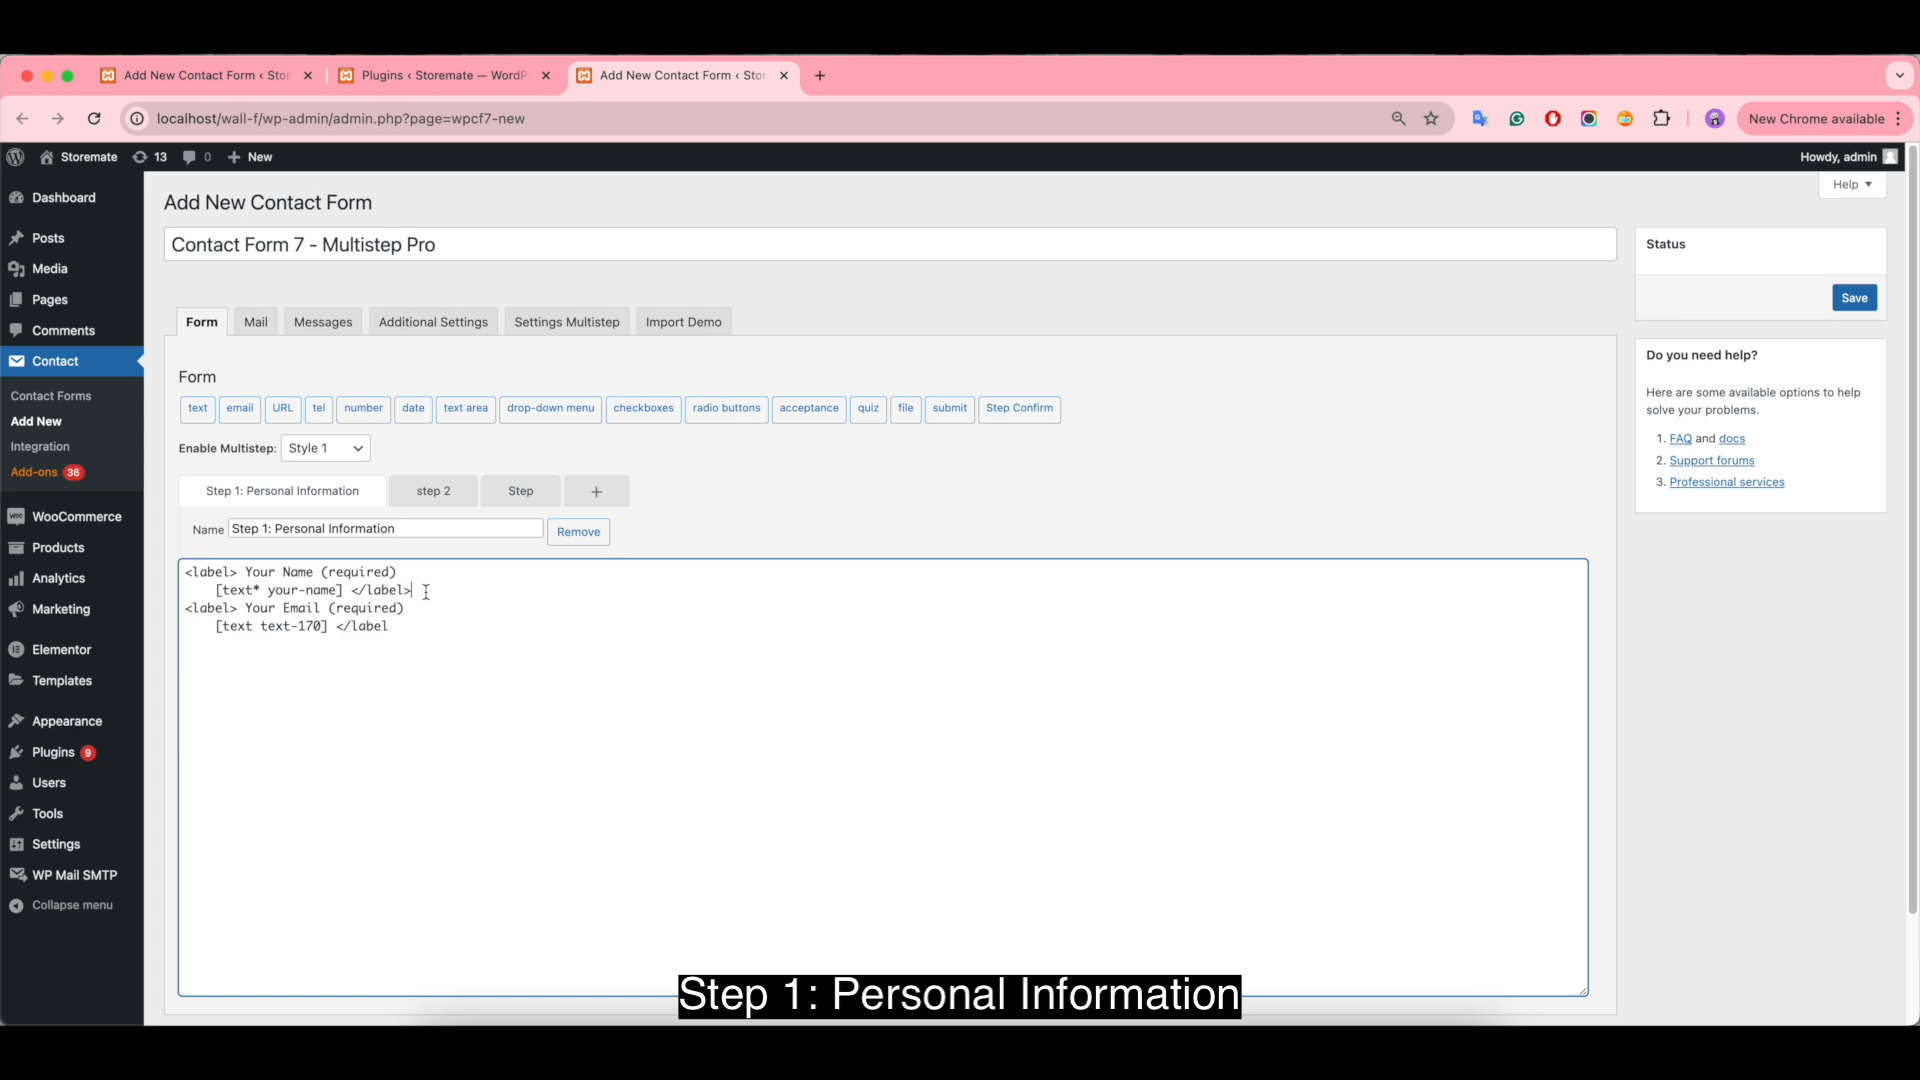 Add New Contact Form ‹ Stor
Plugins ‹ Storemate — WordP
Add New Contact Form ‹ Stor
localhost/wall-f/wp-admin/admin.php?page=wpcf7-new
New Chrome available
Storemate
13
0
New
Howdy, admin
Help
Dashboard
Posts
Media
Pages
Comments
Contact
Contact Forms
Add New
Integration
Add-ons 36
WooCommerce
Products
Analytics
Marketing
Elementor
Templates
Appearance
Plugins 9
Users
Tools
Settings
WP Mail SMTP
Collapse menu
Add New Contact Form
Contact Form 7 - Multistep Pro
Form
Mail
Messages
Additional Settings
Settings Multistep
Import Demo
Form
text
email
URL
tel
number
date
text area
drop-down menu
checkboxes
radio buttons
acceptance
quiz
file
submit
Step Confirm
Enable Multistep: Style 1
Step 1: Personal Information
step 2
Step
+
Name Step 1: Personal Information
Remove
<label> Your Name (required)
[text* your-name] </label>
<label> Your Email (required)
[text text-170] </label
Status
Save
Do you need help?
Here are some available options to help
solve your problems.
1. FAQ and docs
2. Support forums
3. Professional services
Step 1: Personal Information